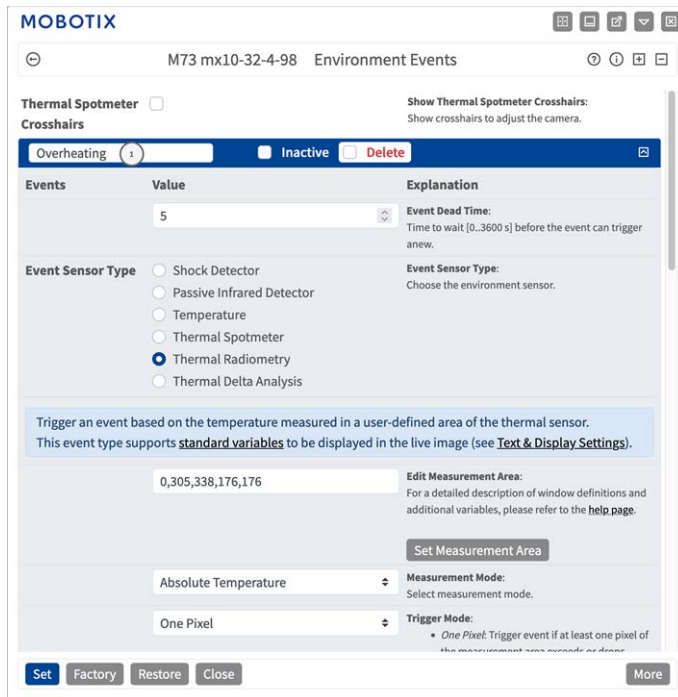 MOBOTIX
M73 mx10-32-4-98 Environment Events
Thermal Spotmeter
Crosshairs
Show Thermal Spotmeter Crosshairs:
Show crosshairs to adjust the camera.
Overheating 1 Inactive Delete
Events Value Explanation
5
Event Dead Time:
Time to wait [0..3600 s] before the event can trigger
anew.
Event Sensor Type
Shock Detector
Passive Infrared Detector
Temperature
Thermal Spotmeter
Thermal Radiometry
Thermal Delta Analysis
Event Sensor Type:
Choose the environment sensor.
Trigger an event based on the temperature measured in a user-defined area of the thermal sensor.
This event type supports standard variables to be displayed in the live image (see Text & Display Settings).
0,305,338,176,176
Edit Measurement Area:
For a detailed description of window definitions and
additional variables, please refer to the help page.
Set Measurement Area
Absolute Temperature
Measurement Mode:
Select measurement mode.
One Pixel
Trigger Mode:
• One Pixel: Trigger event if at least one pixel of
the measurement area exceeds or drops
Set Factory Restore Close More